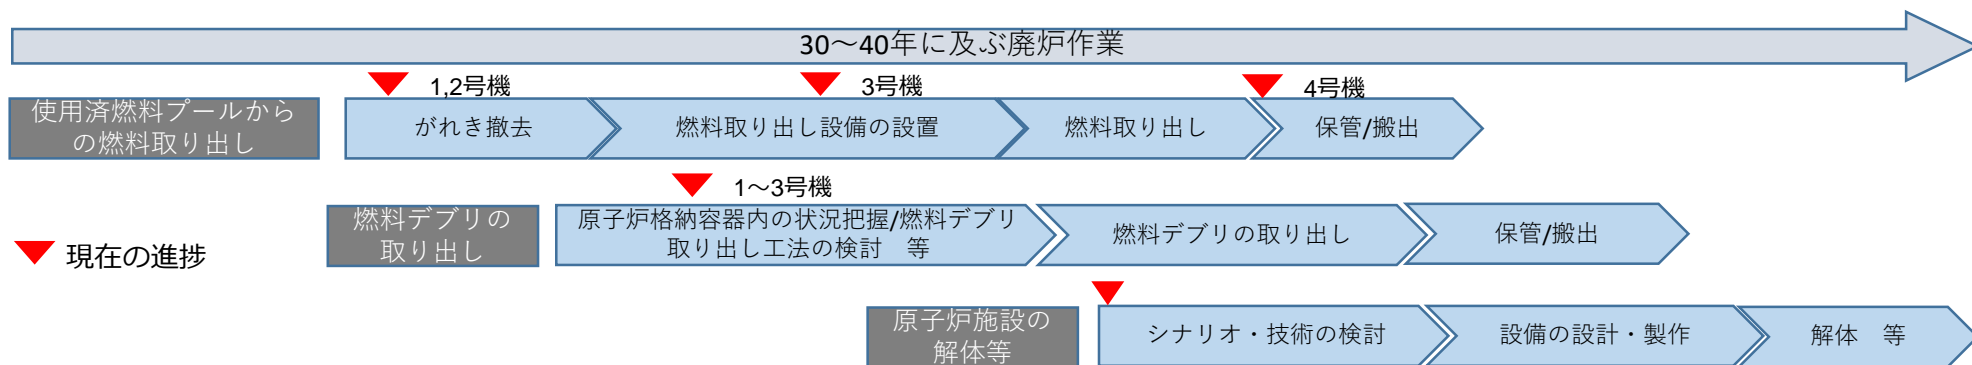 30～40年に及ぶ廃炉作業
1,2号機
3号機
4号機
使用済燃料プールから
の燃料取り出し
がれき撤去
燃料取り出し設備の設置
燃料取り出し
保管/搬出
1～3号機
燃料デブリの
取り出し
原子炉格納容器内の状況把握/燃料デブリ
取り出し工法の検討　等
燃料デブリの取り出し
保管/搬出
現在の進捗
原子炉施設の
解体等
シナリオ・技術の検討
設備の設計・製作
解体　等